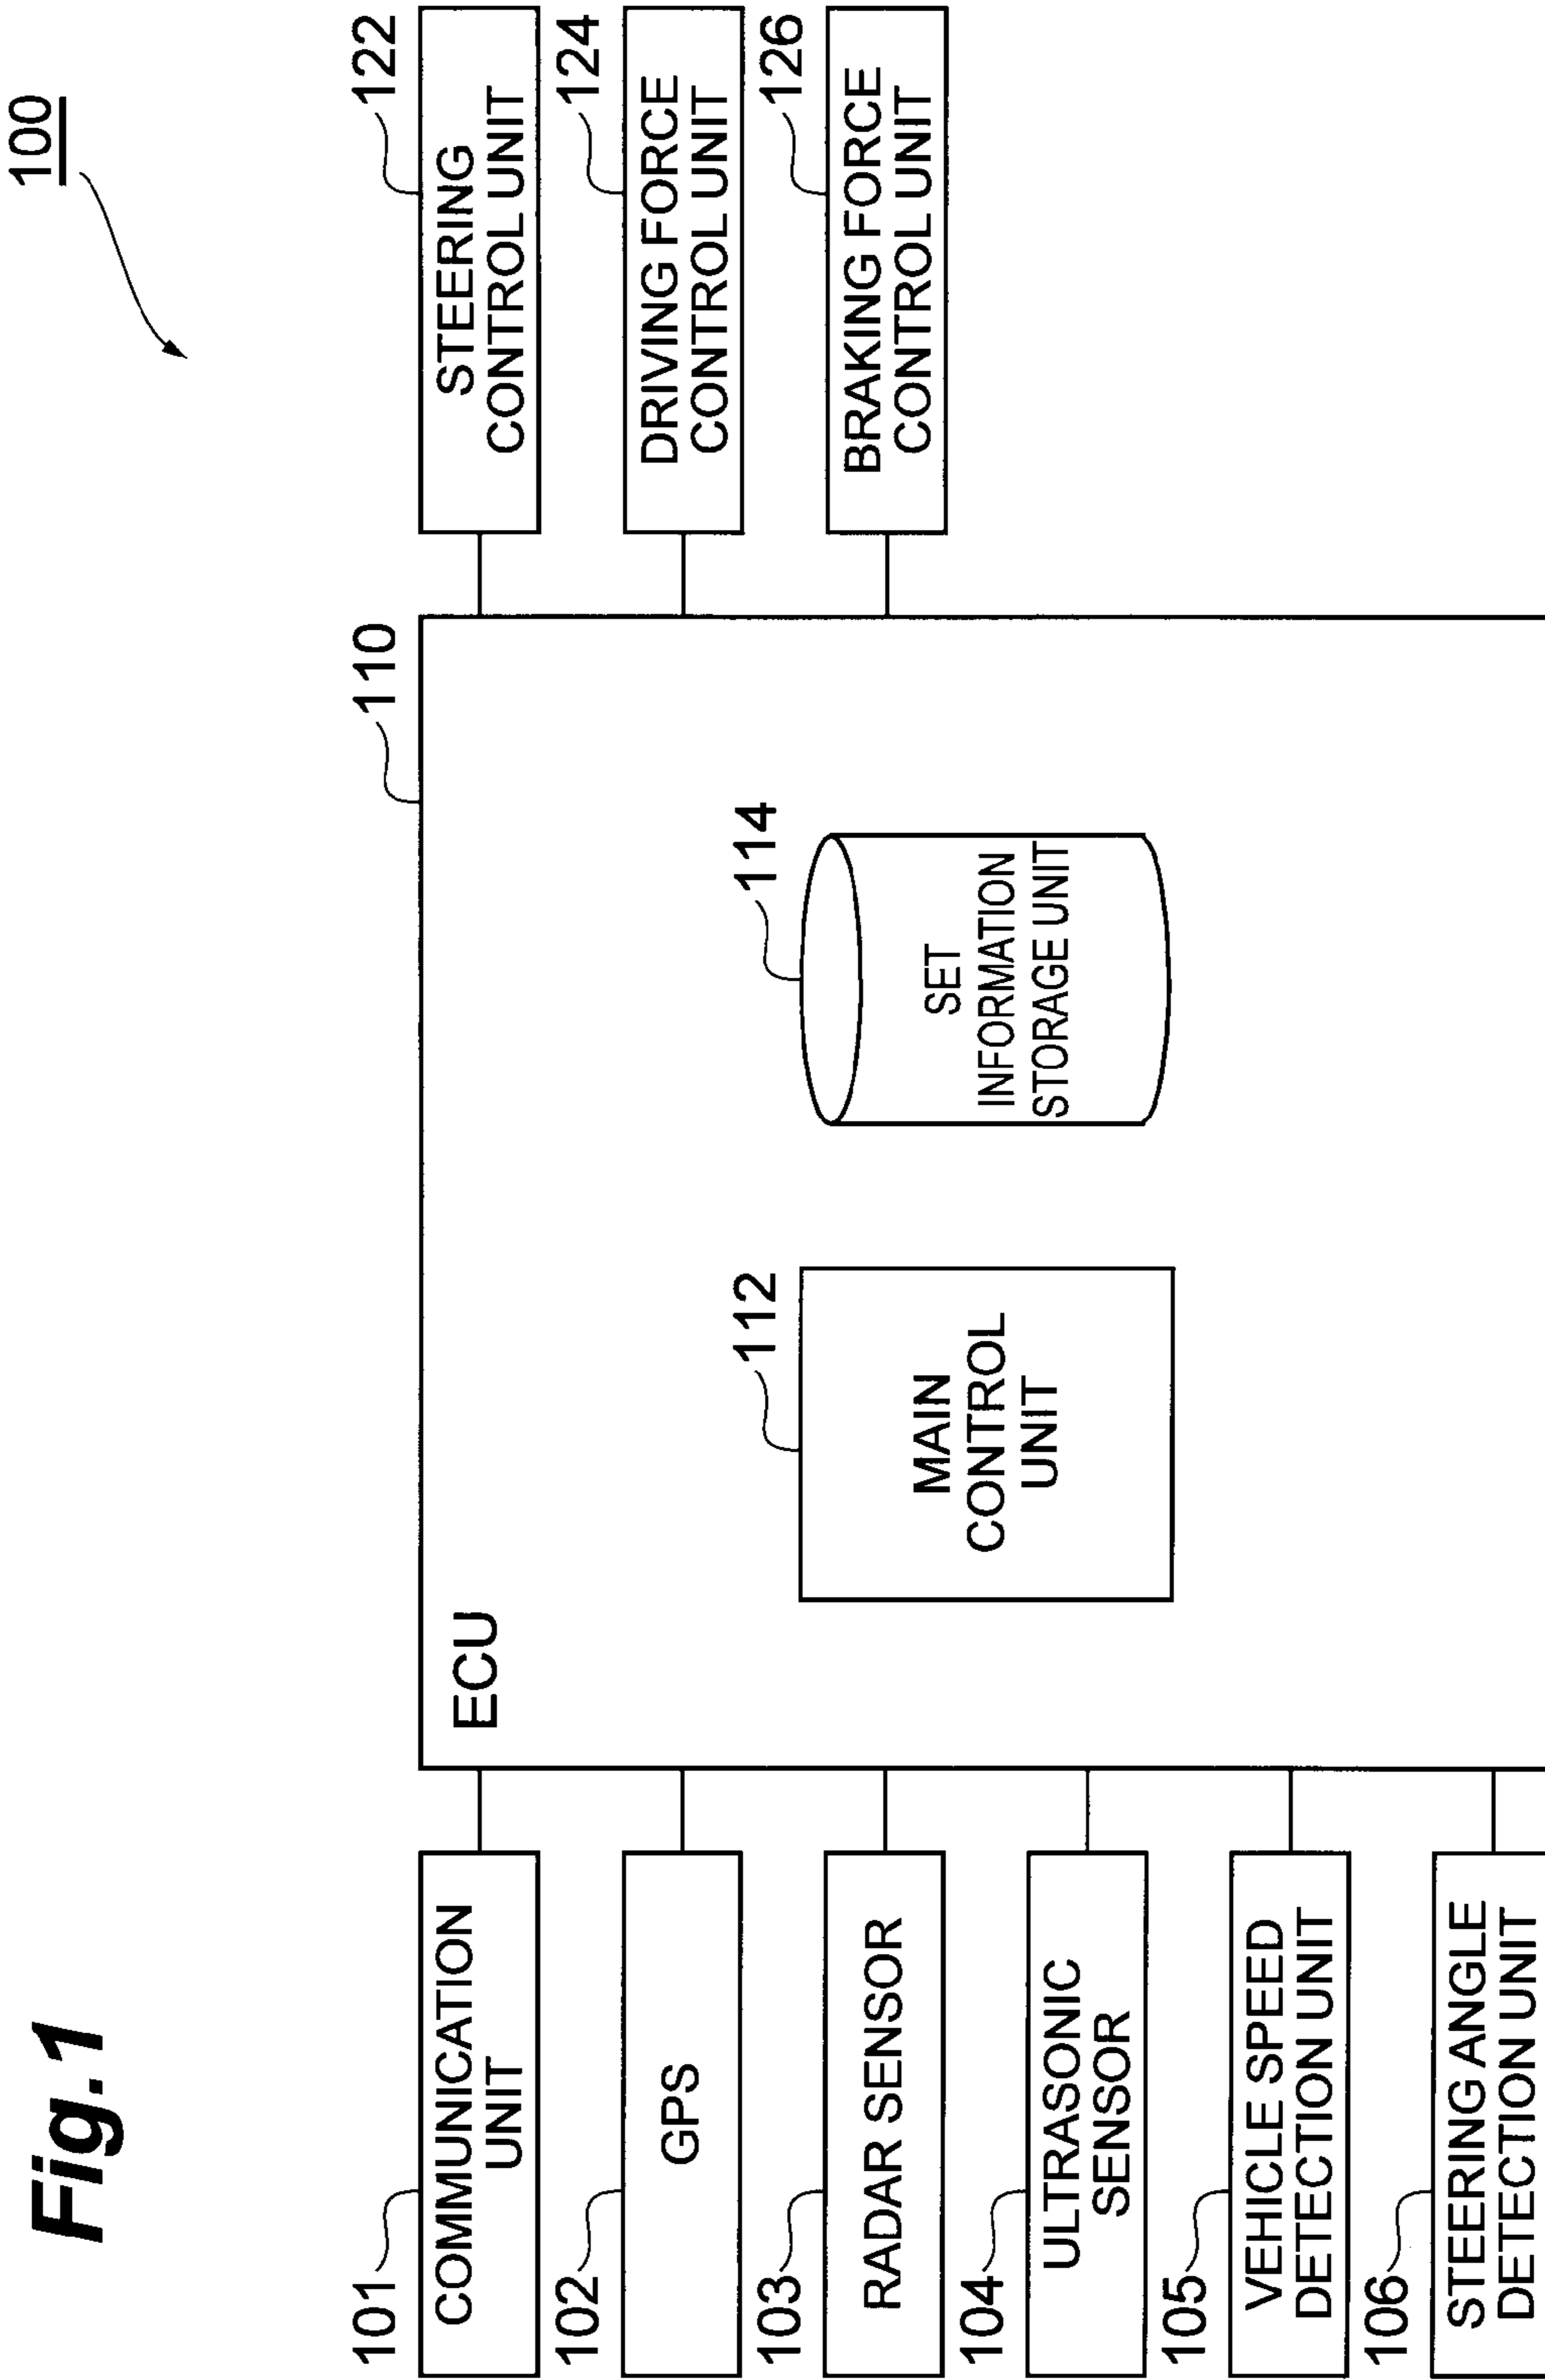 Fig.1
100
101
COMMUNICATION
UNIT
102
GPS
103
RADAR SENSOR
104
ULTRASONIC
SENSOR
105
VEHICLE SPEED
DETECTION UNIT
106
STEERING ANGLE
DETECTION UNIT
110
ECU
112
MAIN
CONTROL
UNIT
114
SET
INFORMATION
STORAGE UNIT
122
STEERING
CONTROL UNIT
124
DRIVING FORCE
CONTROL UNIT
126
BRAKING FORCE
CONTROL UNIT